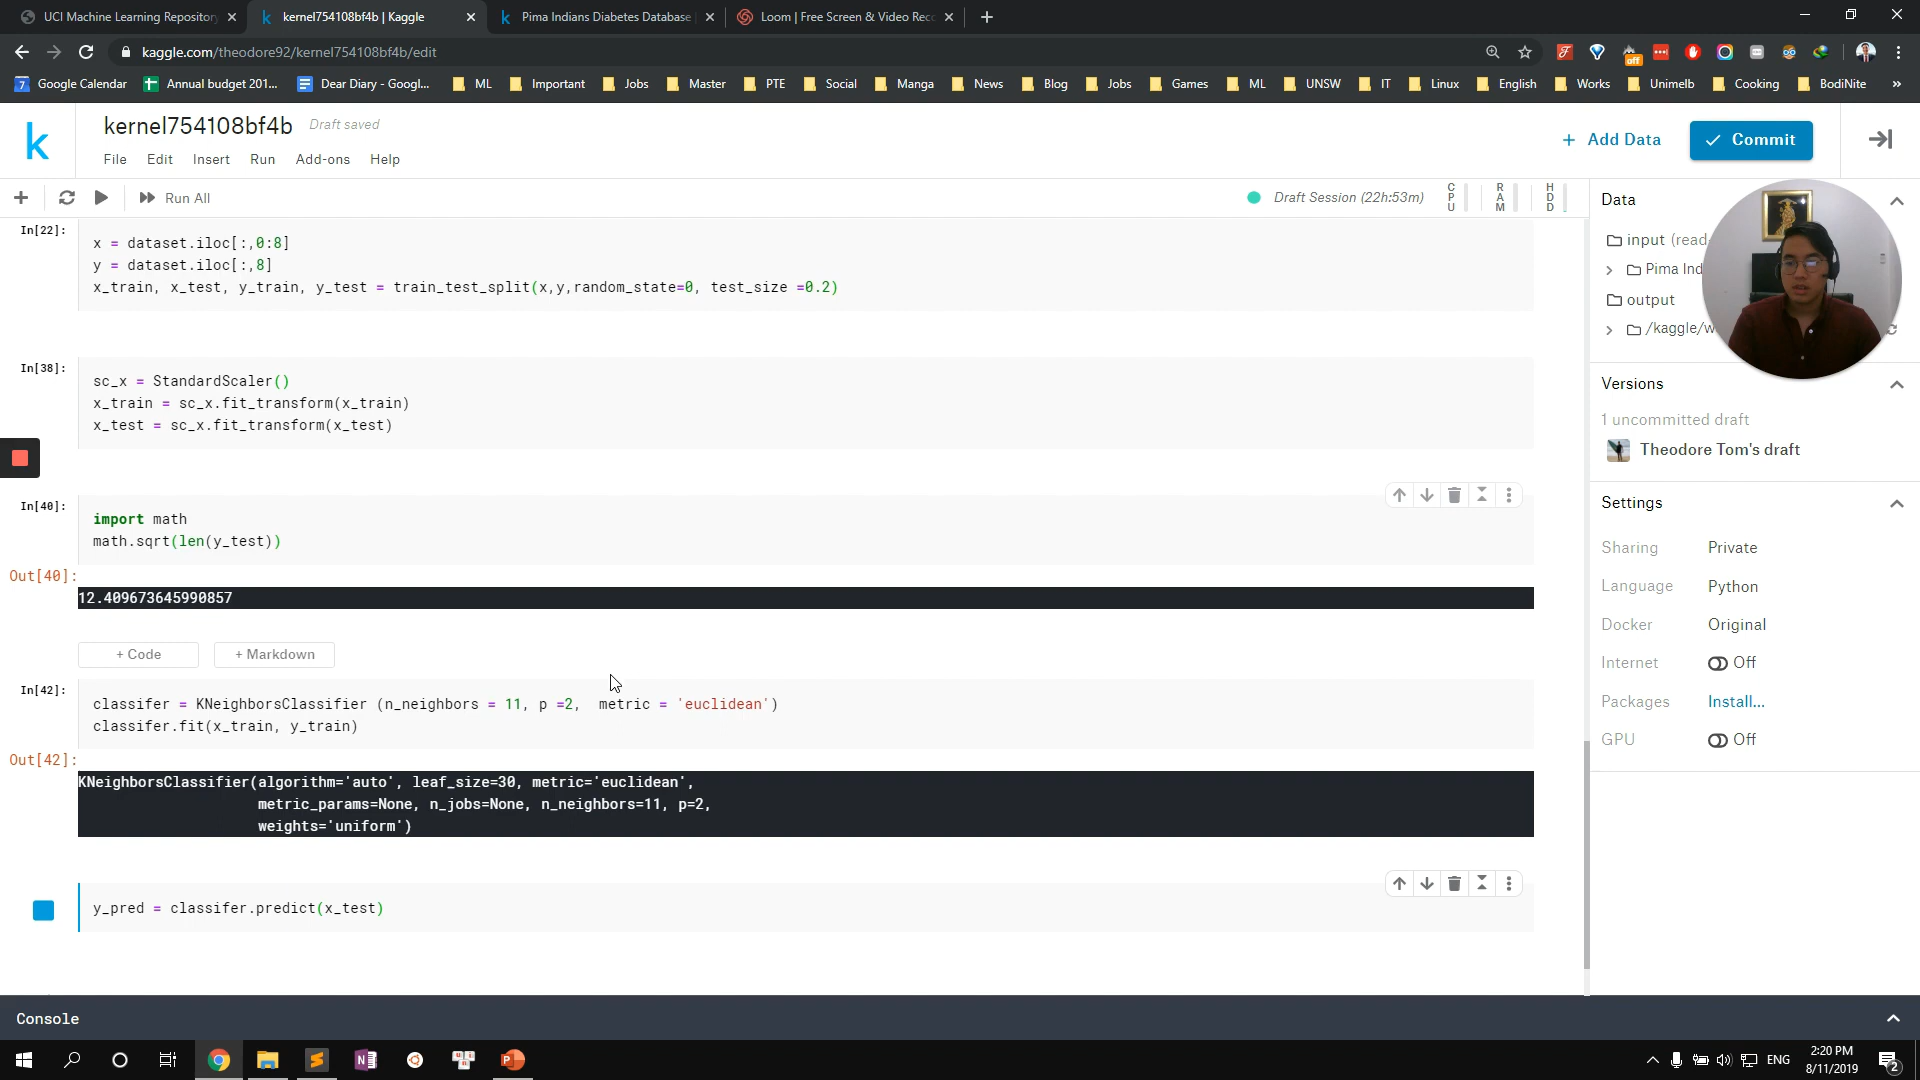 UCI Machine Learning Repository
kernel754108bf4b | Kaggle
Pima Indians Diabetes Database
Loom | Free Screen & Video Rec
kaggle.com/theodore92/kernel754108bf4b/edit
off
7 Google Calendar
Annual budget 201...
Dear Diary - Googl...
ML
Important
Jobs
Master
PTE
Social
Manga
News
Blog
Jobs
Games
ML
UNSW
IT
Linux
English
Works
Unimelb
Cooking
BodiNite
»
k
kernel754108bf4b
Draft saved
+ Add Data
Commit
File Edit Insert Run Add-ons Help
Run All
Draft Session (22h:53m)
CPU
RAM
HDD
In[22]:
x = dataset.iloc[:,0:8]
y = dataset.iloc[:,8]
x_train, x_test, y_train, y_test = train_test_split(x,y,random_state=0, test_size =0.2)
In[38]:
sc_x = StandardScaler()
x_train = sc_x.fit_transform(x_train)
x_test = sc_x.fit_transform(x_test)
In[40]:
import math
math.sqrt(len(y_test))
Out[40]:
12.409673645990857
+ Code
+ Markdown
In[42]:
classifer = KNeighborsClassifier (n_neighbors = 11, p =2,  metric = 'euclidean')
classifer.fit(x_train, y_train)
Out[42]:
KNeighborsClassifier(algorithm='auto', leaf_size=30, metric='euclidean',
metric_params=None, n_jobs=None, n_neighbors=11, p=2,
weights='uniform')
y_pred = classifer.predict(x_test)
Data
input (read-
Pima Ind
output
/kaggle/w
Versions
1 uncommitted draft
Theodore Tom's draft
Settings
Sharing Private
Language Python
Docker Original
Internet Off
Packages Install...
GPU Off
Console
ENG
2:20 PM
8/11/2019
2